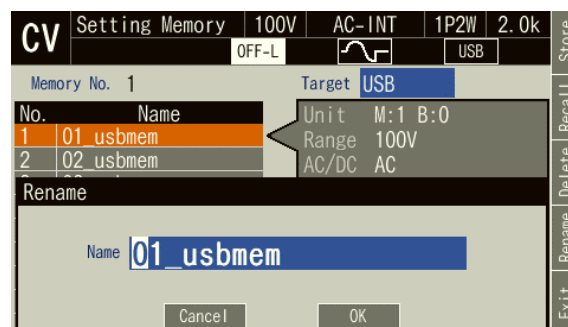 CV Setting Memory 100V AC-INT 1P2W 2.0k
OFF-L USB
Memory No. 1 Target USB
No. Name
1 01_usbmem
2 02_usbmem
Unit M:1 B:0
Range 100V
AC/DC AC
Rename
Name 01_usbmem
Cancel OK
Store
Recall
Delete
Rename
Exit